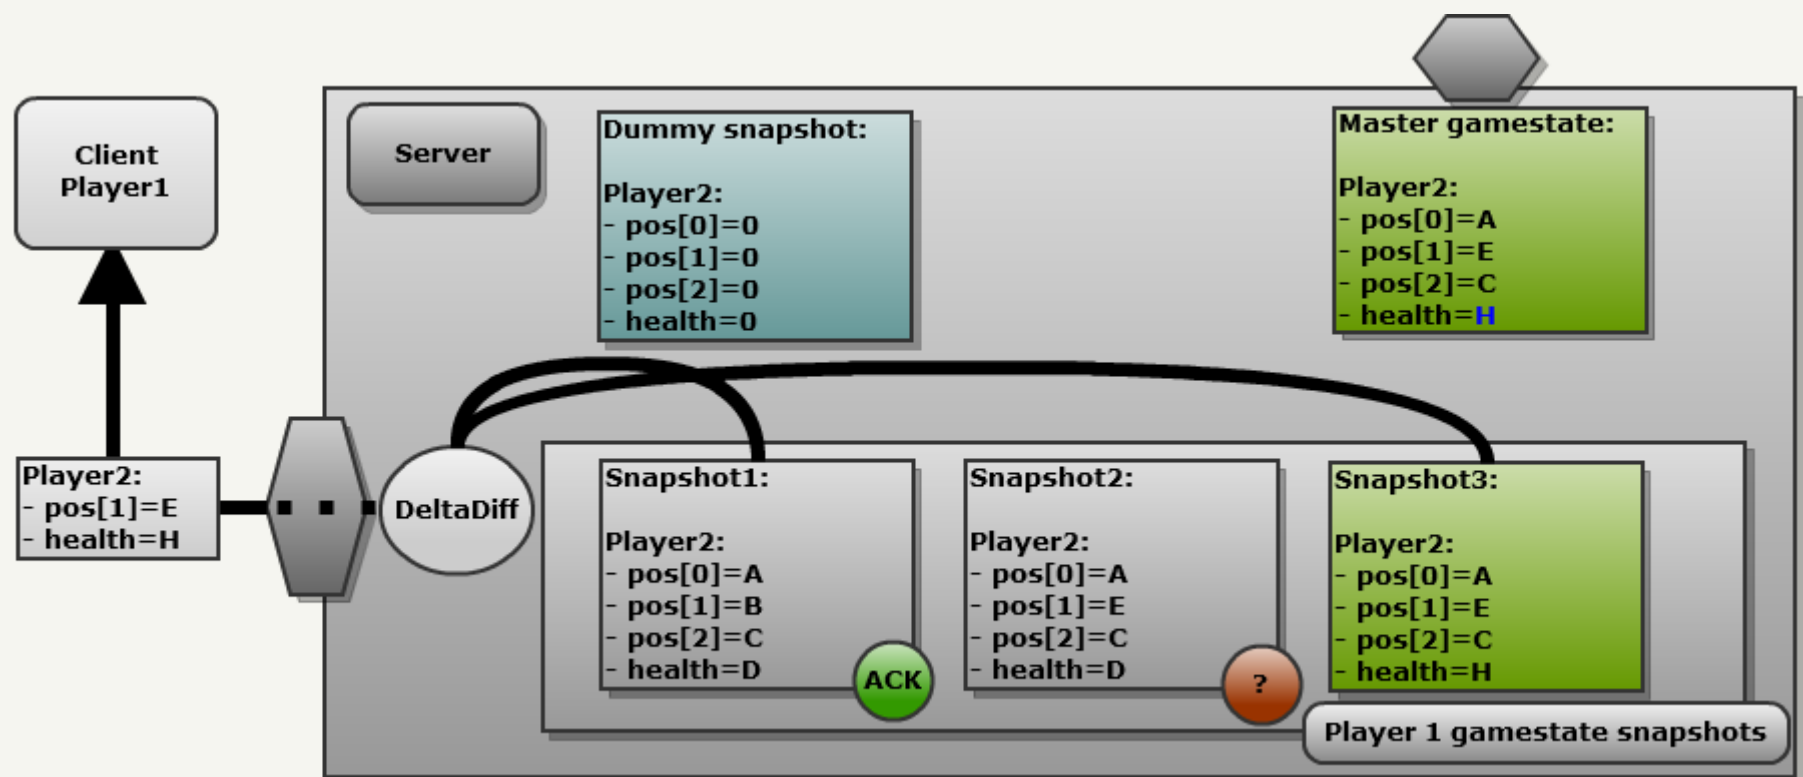 Client
Player1
Server
Dummy snapshot:
Player2:
- pos[0]=0
- pos[1]=0
- pos[2]=0
- health=0
Master gamestate:
Player2:
- pos[0]=A
- pos[1]=E
- pos[2]=C
- health=H
Player2:
- pos[1]=E
- health=H
DeltaDiff
Snapshot1:
Player2:
- pos[0]=A
- pos[1]=B
- pos[2]=C
- health=D
ACK
Snapshot2:
Player2:
- pos[0]=A
- pos[1]=E
- pos[2]=C
- health=D
?
Snapshot3:
Player2:
- pos[0]=A
- pos[1]=E
- pos[2]=C
- health=H
Player 1 gamestate snapshots